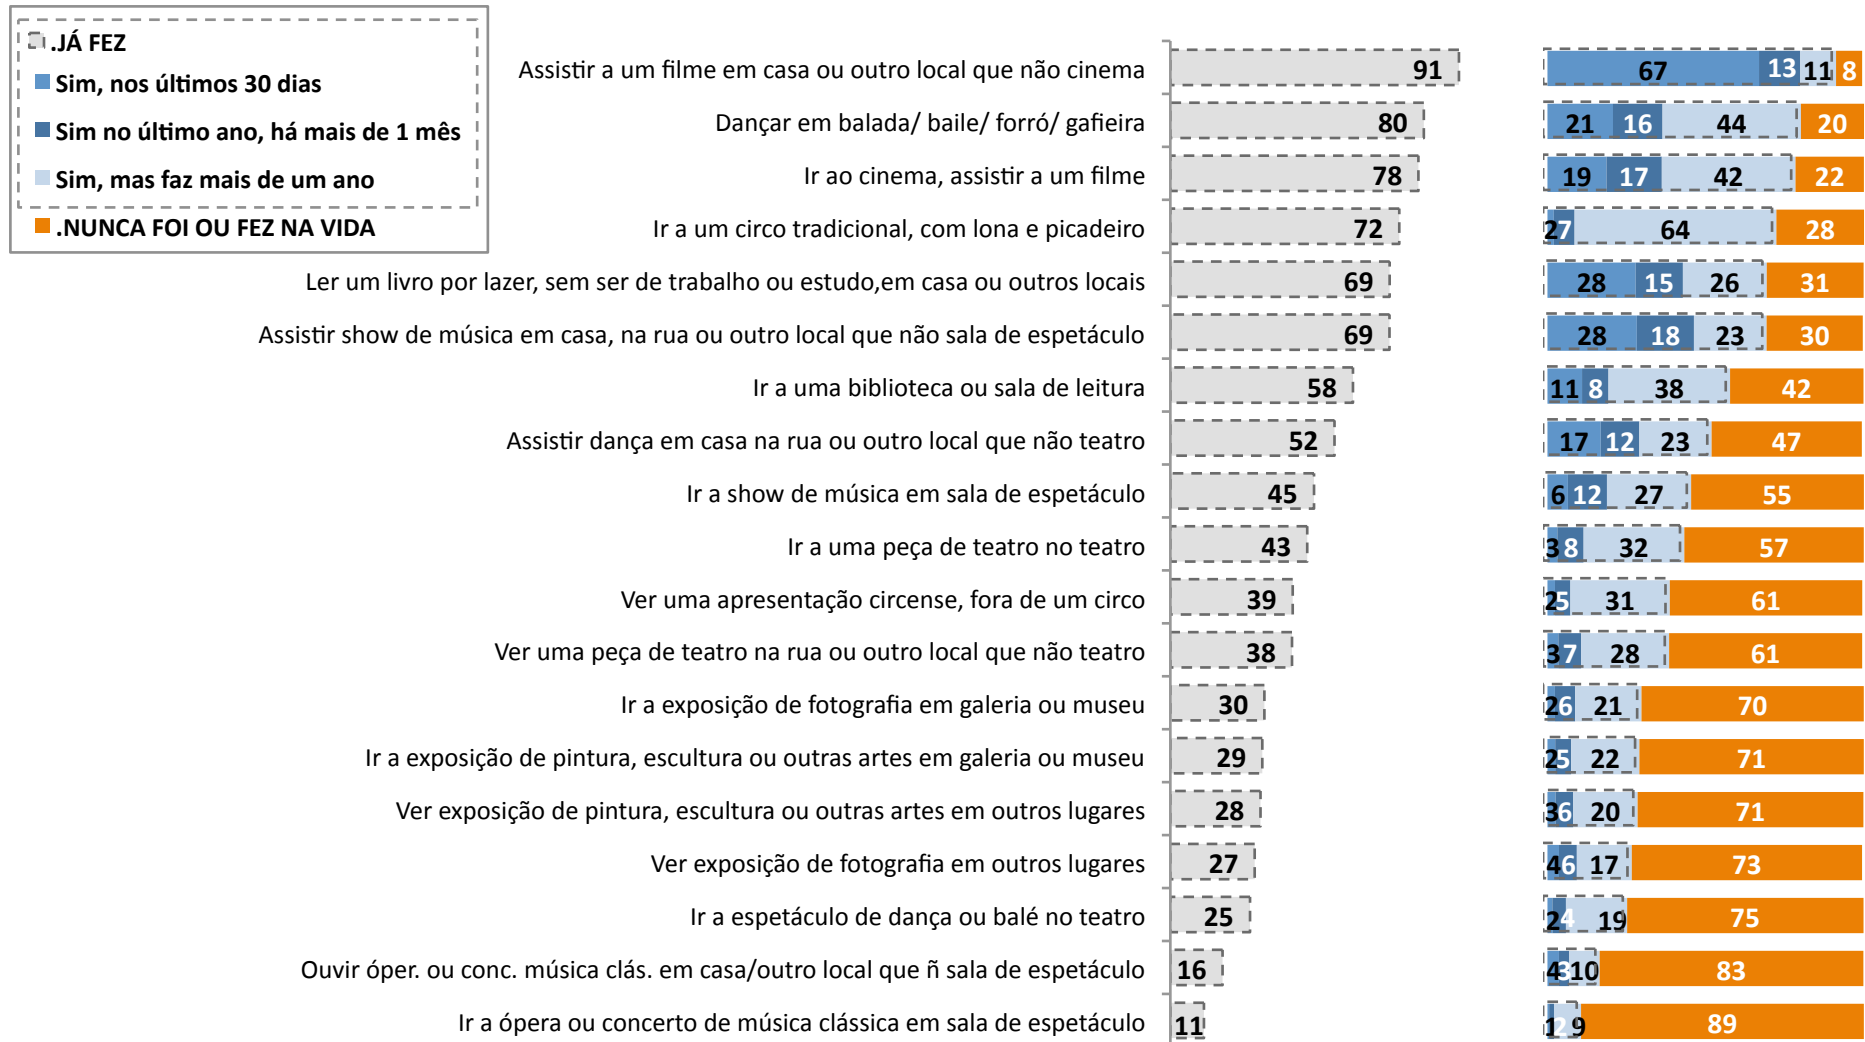 .JÁ FEZ
Sim, nos últimos 30 dias
Sim no último ano, há mais de 1 mês
Sim, mas faz mais de um ano
.NUNCA FOI OU FEZ NA VIDA
Assistir a um filme em casa ou outro local que não cinema 91 67 13 11 8
Dançar em balada/ baile/ forró/ gafieira 80 21 16 44 20
Ir ao cinema, assistir a um filme 78 19 17 42 22
Ir a um circo tradicional, com lona e picadeiro 72 2 7 64 28
Ler um livro por lazer, sem ser de trabalho ou estudo,em casa ou outros locais 69 28 15 26 31
Assistir show de música em casa, na rua ou outro local que não sala de espetáculo 69 28 18 23 30
Ir a uma biblioteca ou sala de leitura 58 11 8 38 42
Assistir dança em casa na rua ou outro local que não teatro 52 17 12 23 47
Ir a show de música em sala de espetáculo 45 6 12 27 55
Ir a uma peça de teatro no teatro 43 3 8 32 57
Ver uma apresentação circense, fora de um circo 39 2 5 31 61
Ver uma peça de teatro na rua ou outro local que não teatro 38 3 7 28 61
Ir a exposição de fotografia em galeria ou museu 30 2 6 21 70
Ir a exposição de pintura, escultura ou outras artes em galeria ou museu 29 2 5 22 71
Ver exposição de pintura, escultura ou outras artes em outros lugares 28 3 6 20 71
Ver exposição de fotografia em outros lugares 27 4 6 17 73
Ir a espetáculo de dança ou balé no teatro 25 2 4 19 75
Ouvir óper. ou conc. música clás. em casa/outro local que ñ sala de espetáculo 16 4 3 10 83
Ir a ópera ou concerto de música clássica em sala de espetáculo 11 1 2 9 89